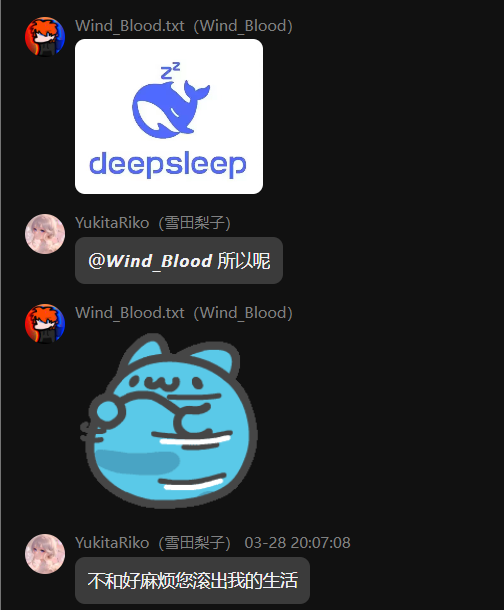 Wind_Blood.txt（Wind_Blood）
zz
deepsleep
YukitaRiko（雪田梨子）
@Wind_Blood 所以呢
Wind_Blood.txt（Wind_Blood）
YukitaRiko（雪田梨子） 03-28 20:07:08
不和好麻烦您滚出我的生活